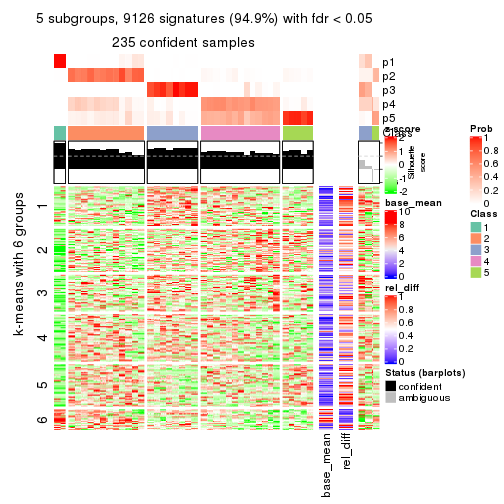 5 subgroups, 9126 signatures (94.9%) with fdr < 0.05
235 confident samples
p1
p2
p3
p4
p5
Class
z-score
2
1
0
-1
-2
Silhouette
score
base_mean
10
8
6
4
2
0
rel_diff
1
0.8
0.6
0.4
0.2
0
Status (barplots)
confident
ambiguous
Prob
1
0.8
0.6
0.4
0.2
0
Class
1
2
3
4
5
k-means with 6 groups
1
2
3
4
5
6
base_mean
rel_diff